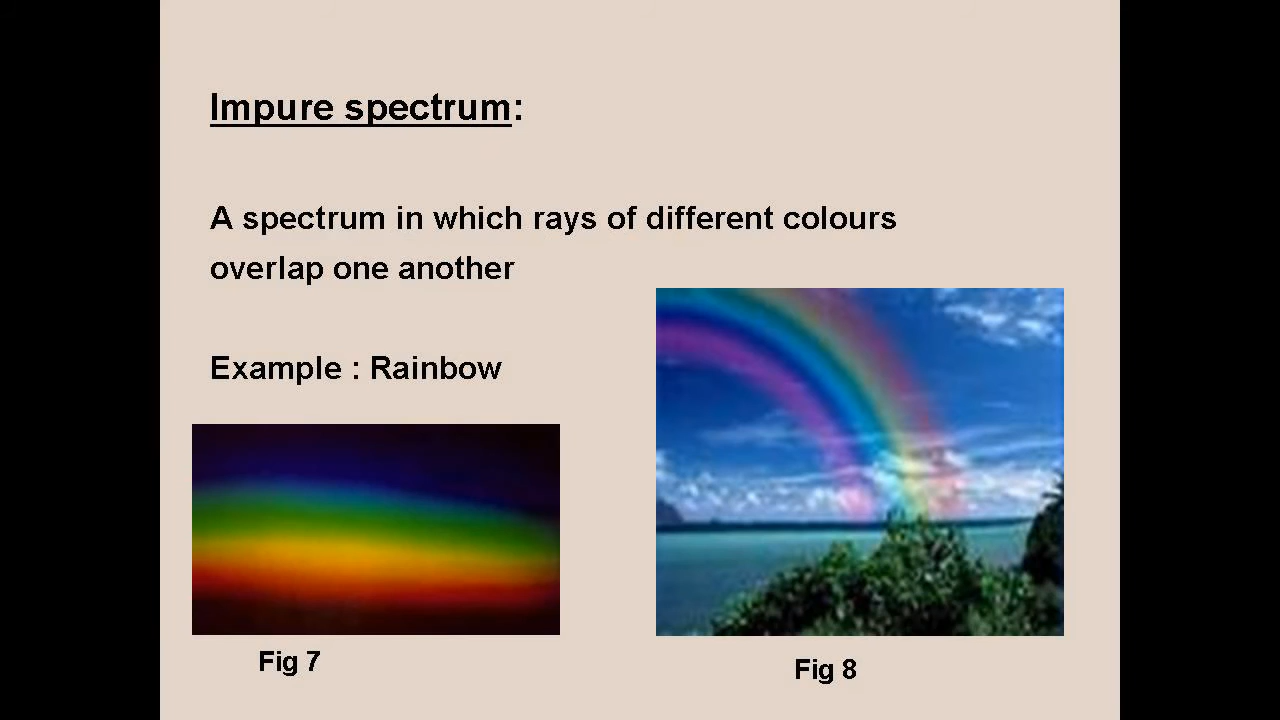 Impure spectrum:
A spectrum in which rays of different colours
overlap one another
Example : Rainbow
Fig 7
Fig 8